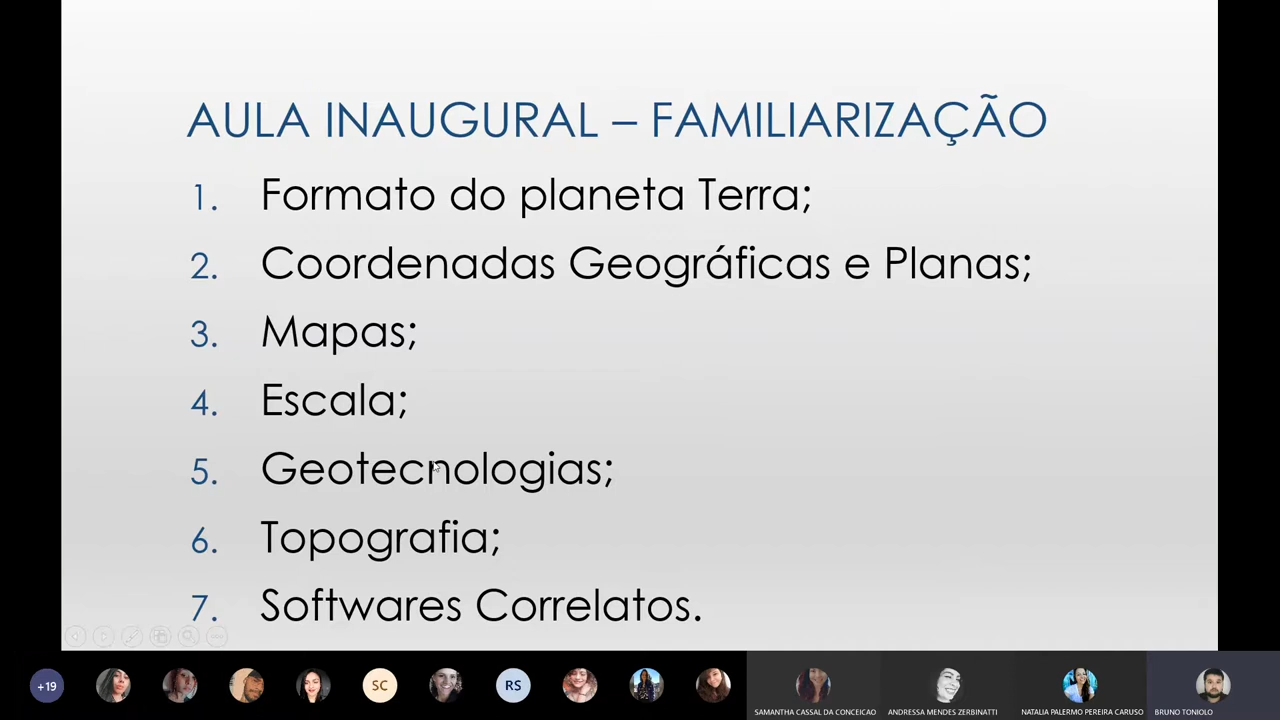 AULA INAUGURAL – FAMILIARIZAÇÃO
1. Formato do planeta Terra;
2. Coordenadas Geográficas e Planas;
3. Mapas;
4. Escala;
5. Geotecnologias;
6. Topografia;
7. Softwares Correlatos.
+19
SC
RS
SAMANTHA CASSAL DA CONCEICAO
ANDRESSA MENDES ZERBINATTI
NATALIA PALERMO PEREIRA CARUSO
BRUNO TONIOLO